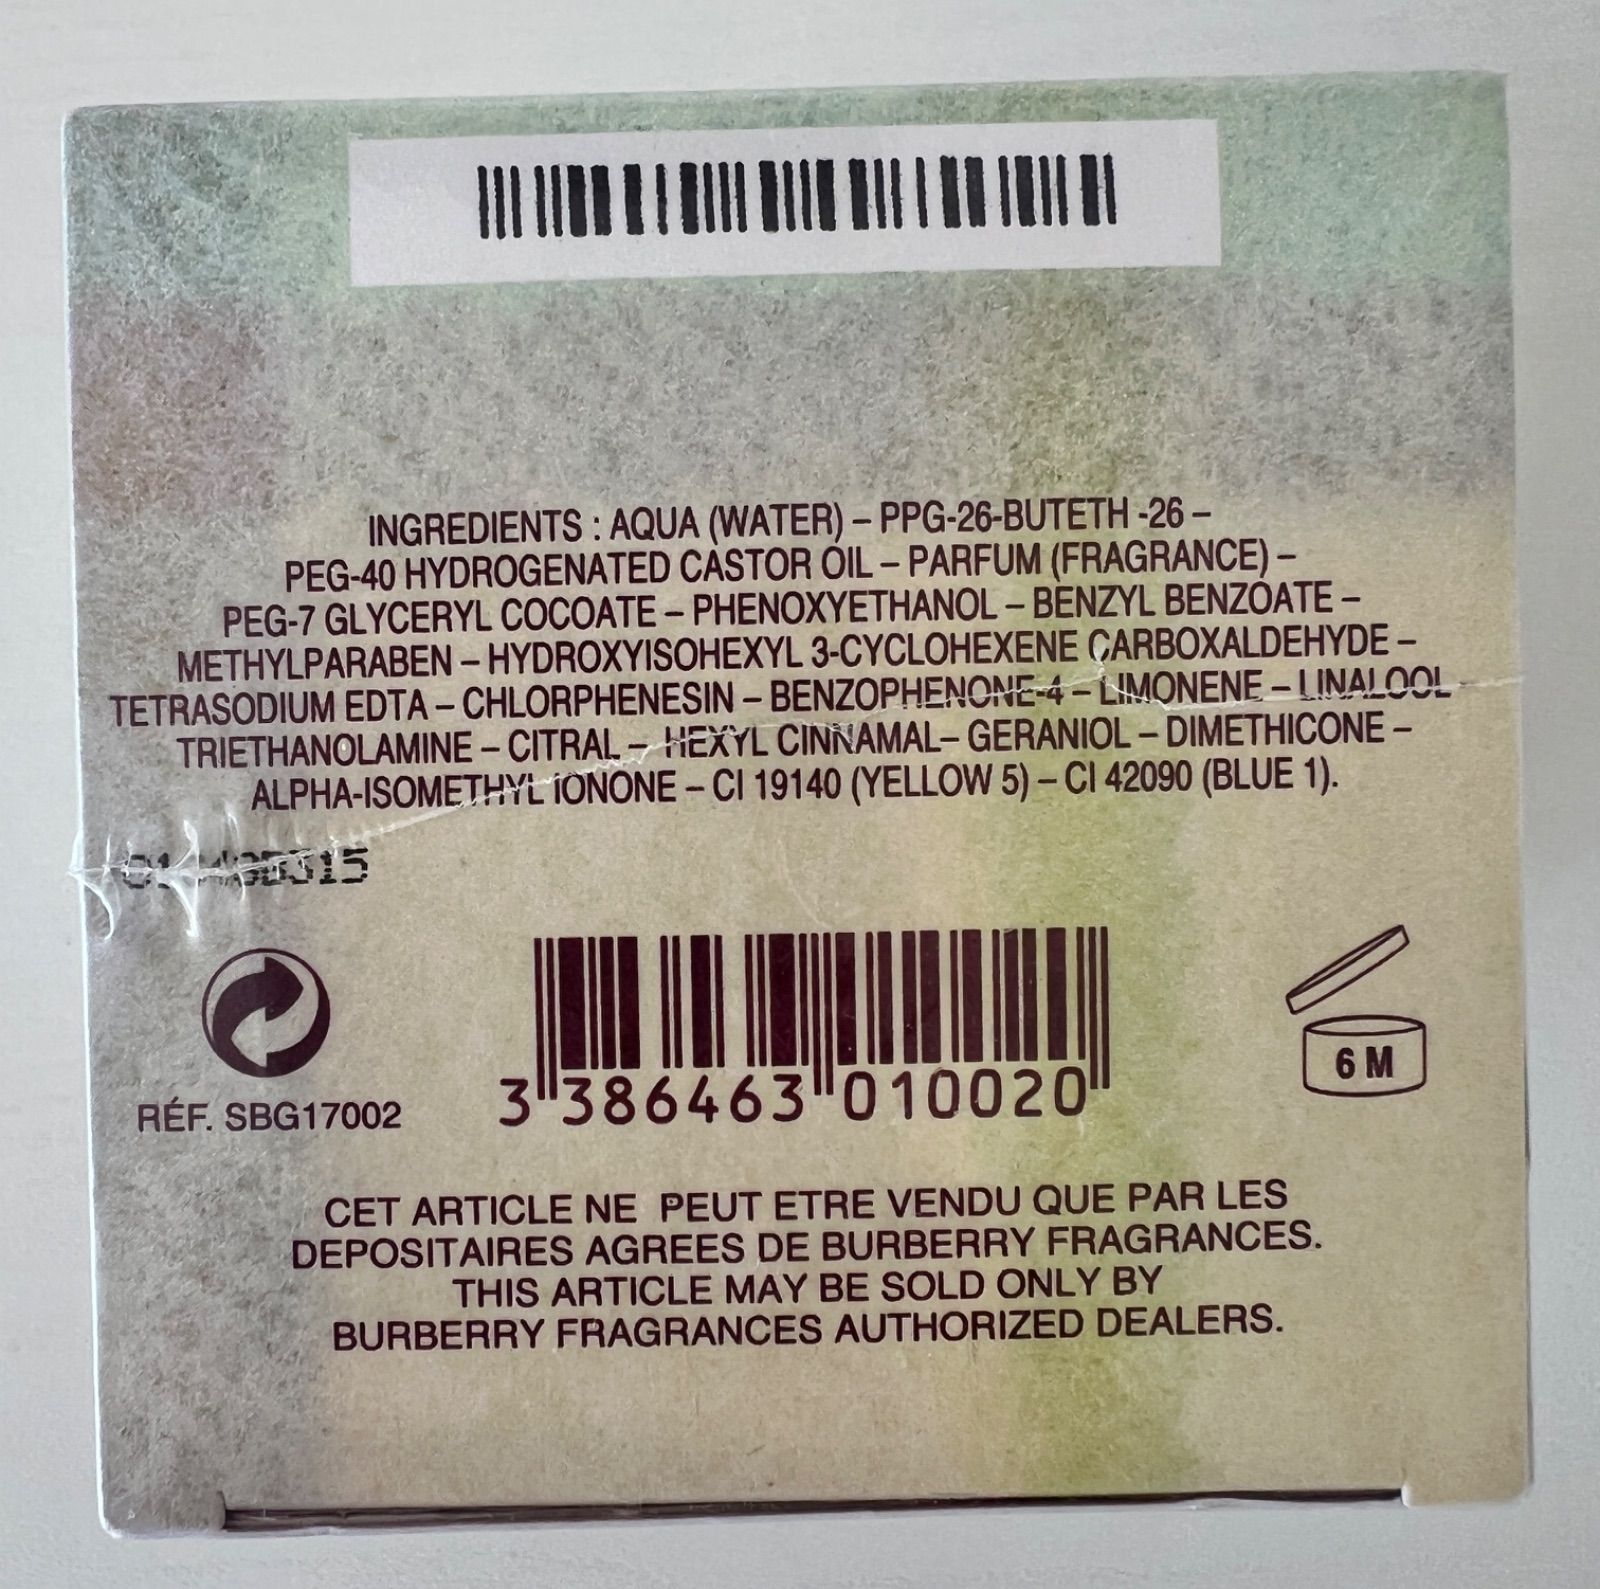 INGREDIENTS : AQUA (WATER) – PPG-26-BUTETH -26 –
PEG-40 HYDROGENATED CASTOR OIL – PARFUM (FRAGRANCE) –
PEG-7 GLYCERYL COCOATE – PHENOXYETHANOL – BENZYL BENZOATE –
METHYLPARABEN – HYDROXYISOHEXYL 3-CYCLOHEXENE CARBOXALDEHYDE –
TETRASODIUM EDTA – CHLORPHENESIN – BENZOPHENONE-4 – LIMONENE – LINALOOL
TRIETHANOLAMINE – CITRAL – HEXYL CINNAMAL– GERANIOL – DIMETHICONE –
ALPHA-ISOMETHYL IONONE – CI 19140 (YELLOW 5) – CI 42090 (BLUE 1).
6 M
RÉF. SBG17002
3 386463 010020
CET ARTICLE NE PEUT ETRE VENDU QUE PAR LES
DEPOSITAIRES AGREES DE BURBERRY FRAGRANCES.
THIS ARTICLE MAY BE SOLD ONLY BY
BURBERRY FRAGRANCES AUTHORIZED DEALERS.